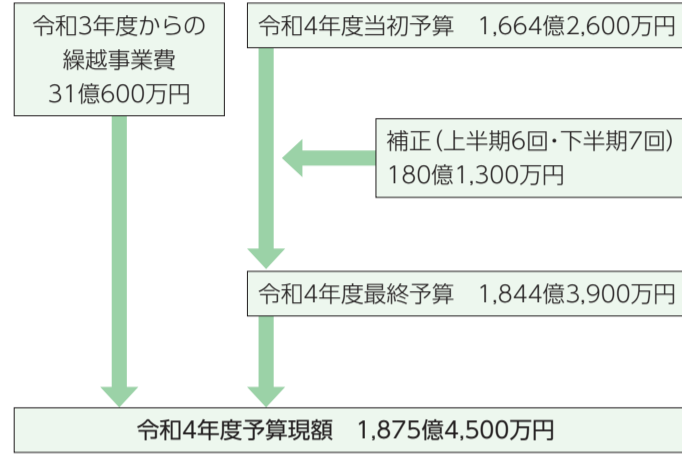 令和3年度からの
繰越事業費
31億600万円
令和4年度当初予算　1,664億2,600万円
補正（上半期6回・下半期7回）
180億1,300万円
令和4年度最終予算　1,844億3,900万円
令和4年度予算現額　1,875億4,500万円